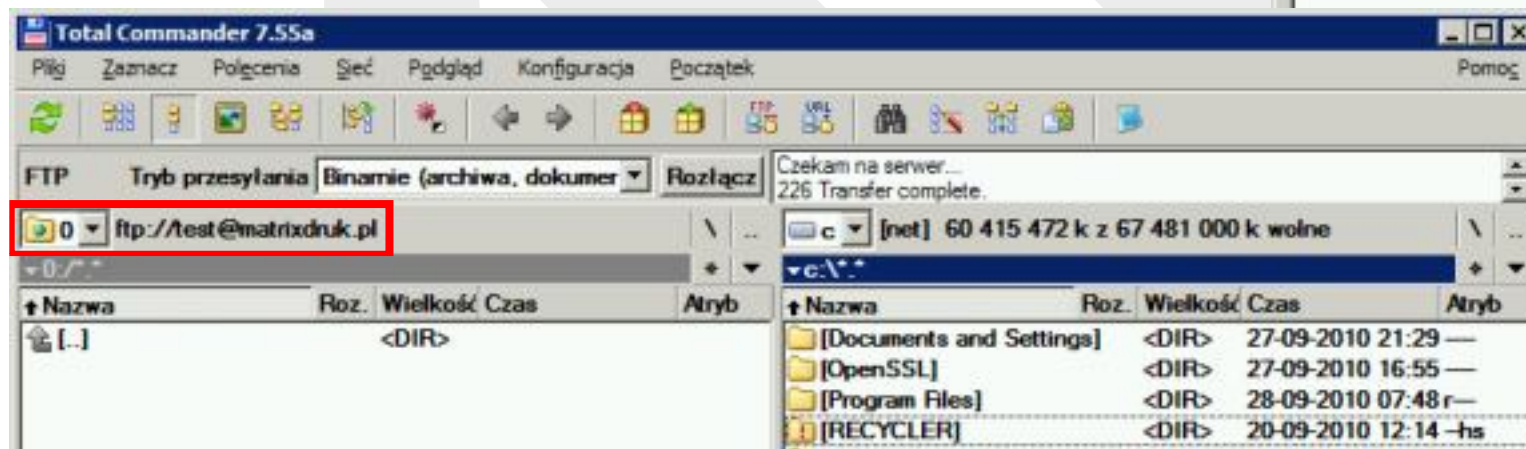 Total Commander 7.55a
Pliki Zaznacz Polecenia Sieć Podgląd Konfiguracja Początek Pomoc
FTP URL
FTP Tryb przesyłania Binarnie (archiwa, dokumer Rozłącz
Czekam na serwer...
226 Transfer complete.
0 ftp://test@matrixdruk.pl \ .. c [net] 60 415 472 k z 67 481 000 k wolne \ ..
0:/*.* c:\*.*
Nazwa Roz. Wielkość Czas Atryb Nazwa Roz. Wielkość Czas Atryb
[..] <DIR> [Documents and Settings] <DIR> 27-09-2010 21:29 ----
[OpenSSL] <DIR> 27-09-2010 16:55 ----
[Program Files] <DIR> 28-09-2010 07:48 r---
[RECYCLER] <DIR> 20-09-2010 12:14 --hs